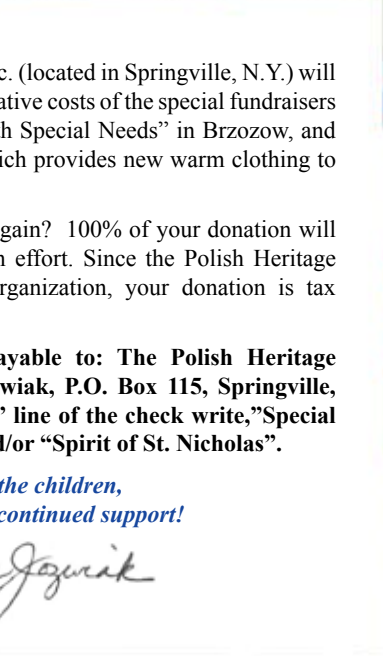 c. (located in Springville, N.Y.) will
ative costs of the special fundraisers
h Special Needs” in Brzozow, and
ich provides new warm clothing to
gain? 100% of your donation will
n effort. Since the Polish Heritage
rganization, your donation is tax
ayable to: The Polish Heritage
wiak, P.O. Box 115, Springville,
” line of the check write,”Special
d/or “Spirit of St. Nicholas”.
the children,
continued support!
Jozwiak